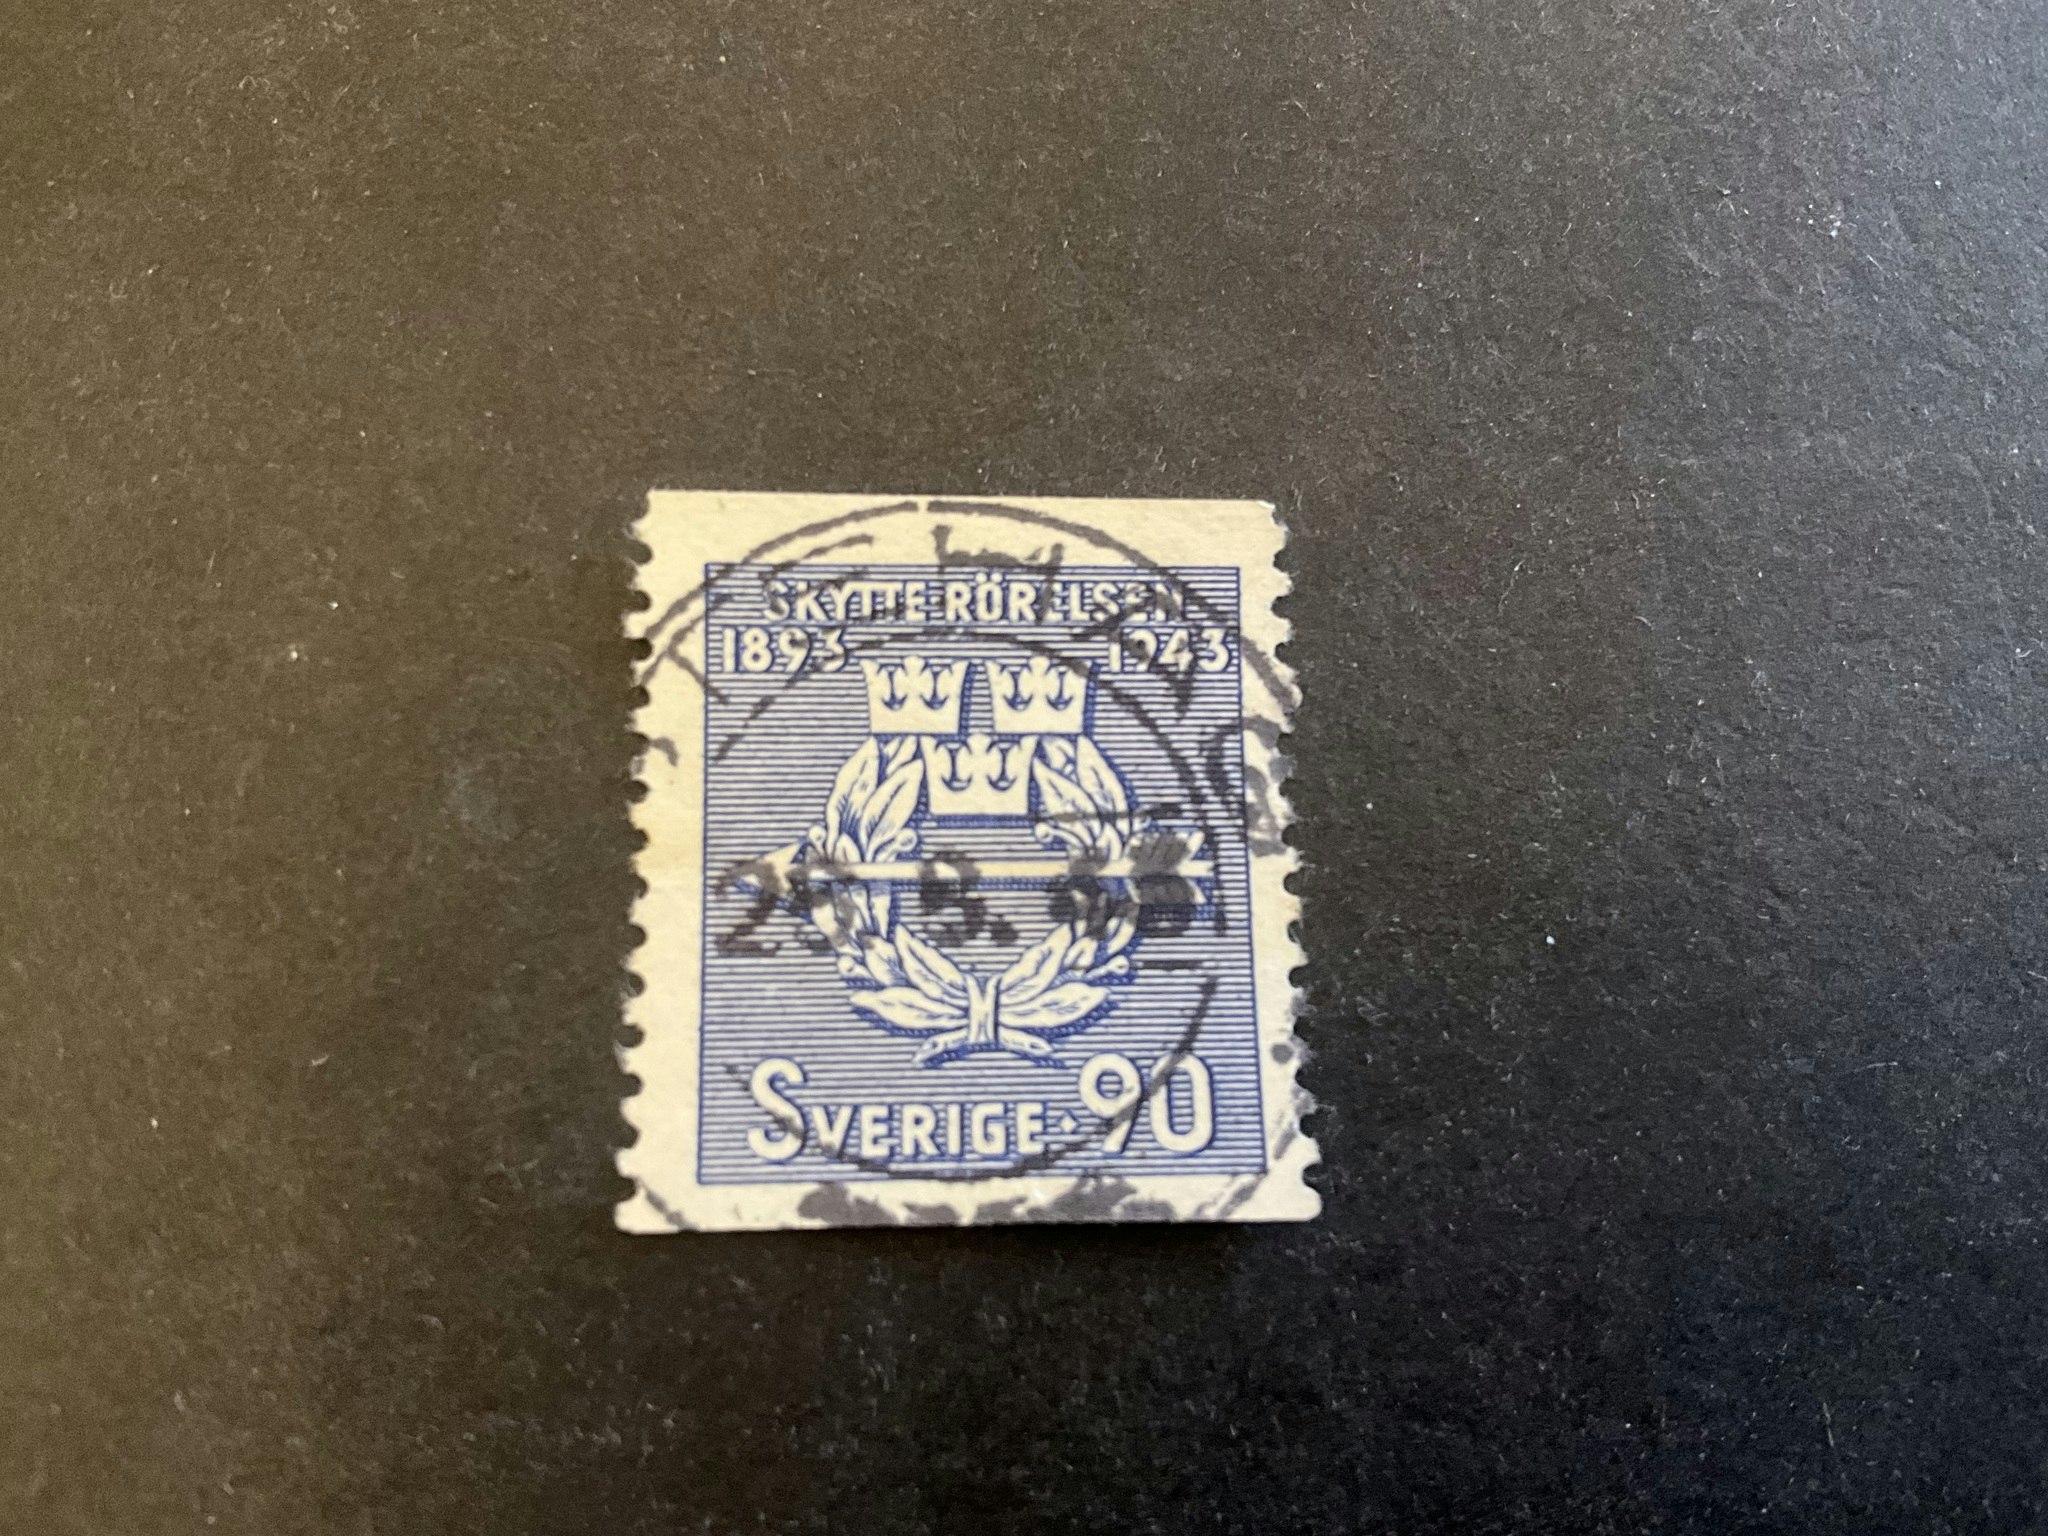 SKYTTE RÖRELSEN
1893 1943
SVERIGE · 90